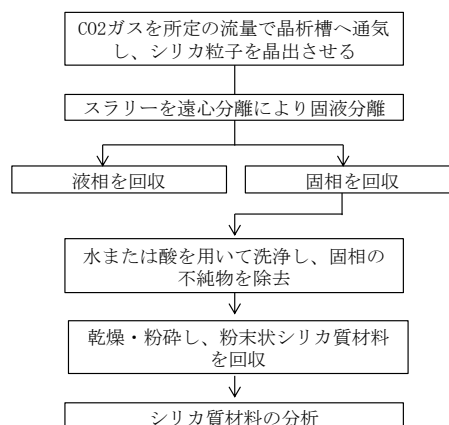 CO2ガスを所定の流量で晶析槽へ通気
し、シリカ粒子を晶出させる
スラリーを遠心分離により固液分離
液相を回収
固相を回収
水または酸を用いて洗浄し、固相の
不純物を除去
乾燥・粉砕し、粉末状シリカ質材料
を回収
シリカ質材料の分析